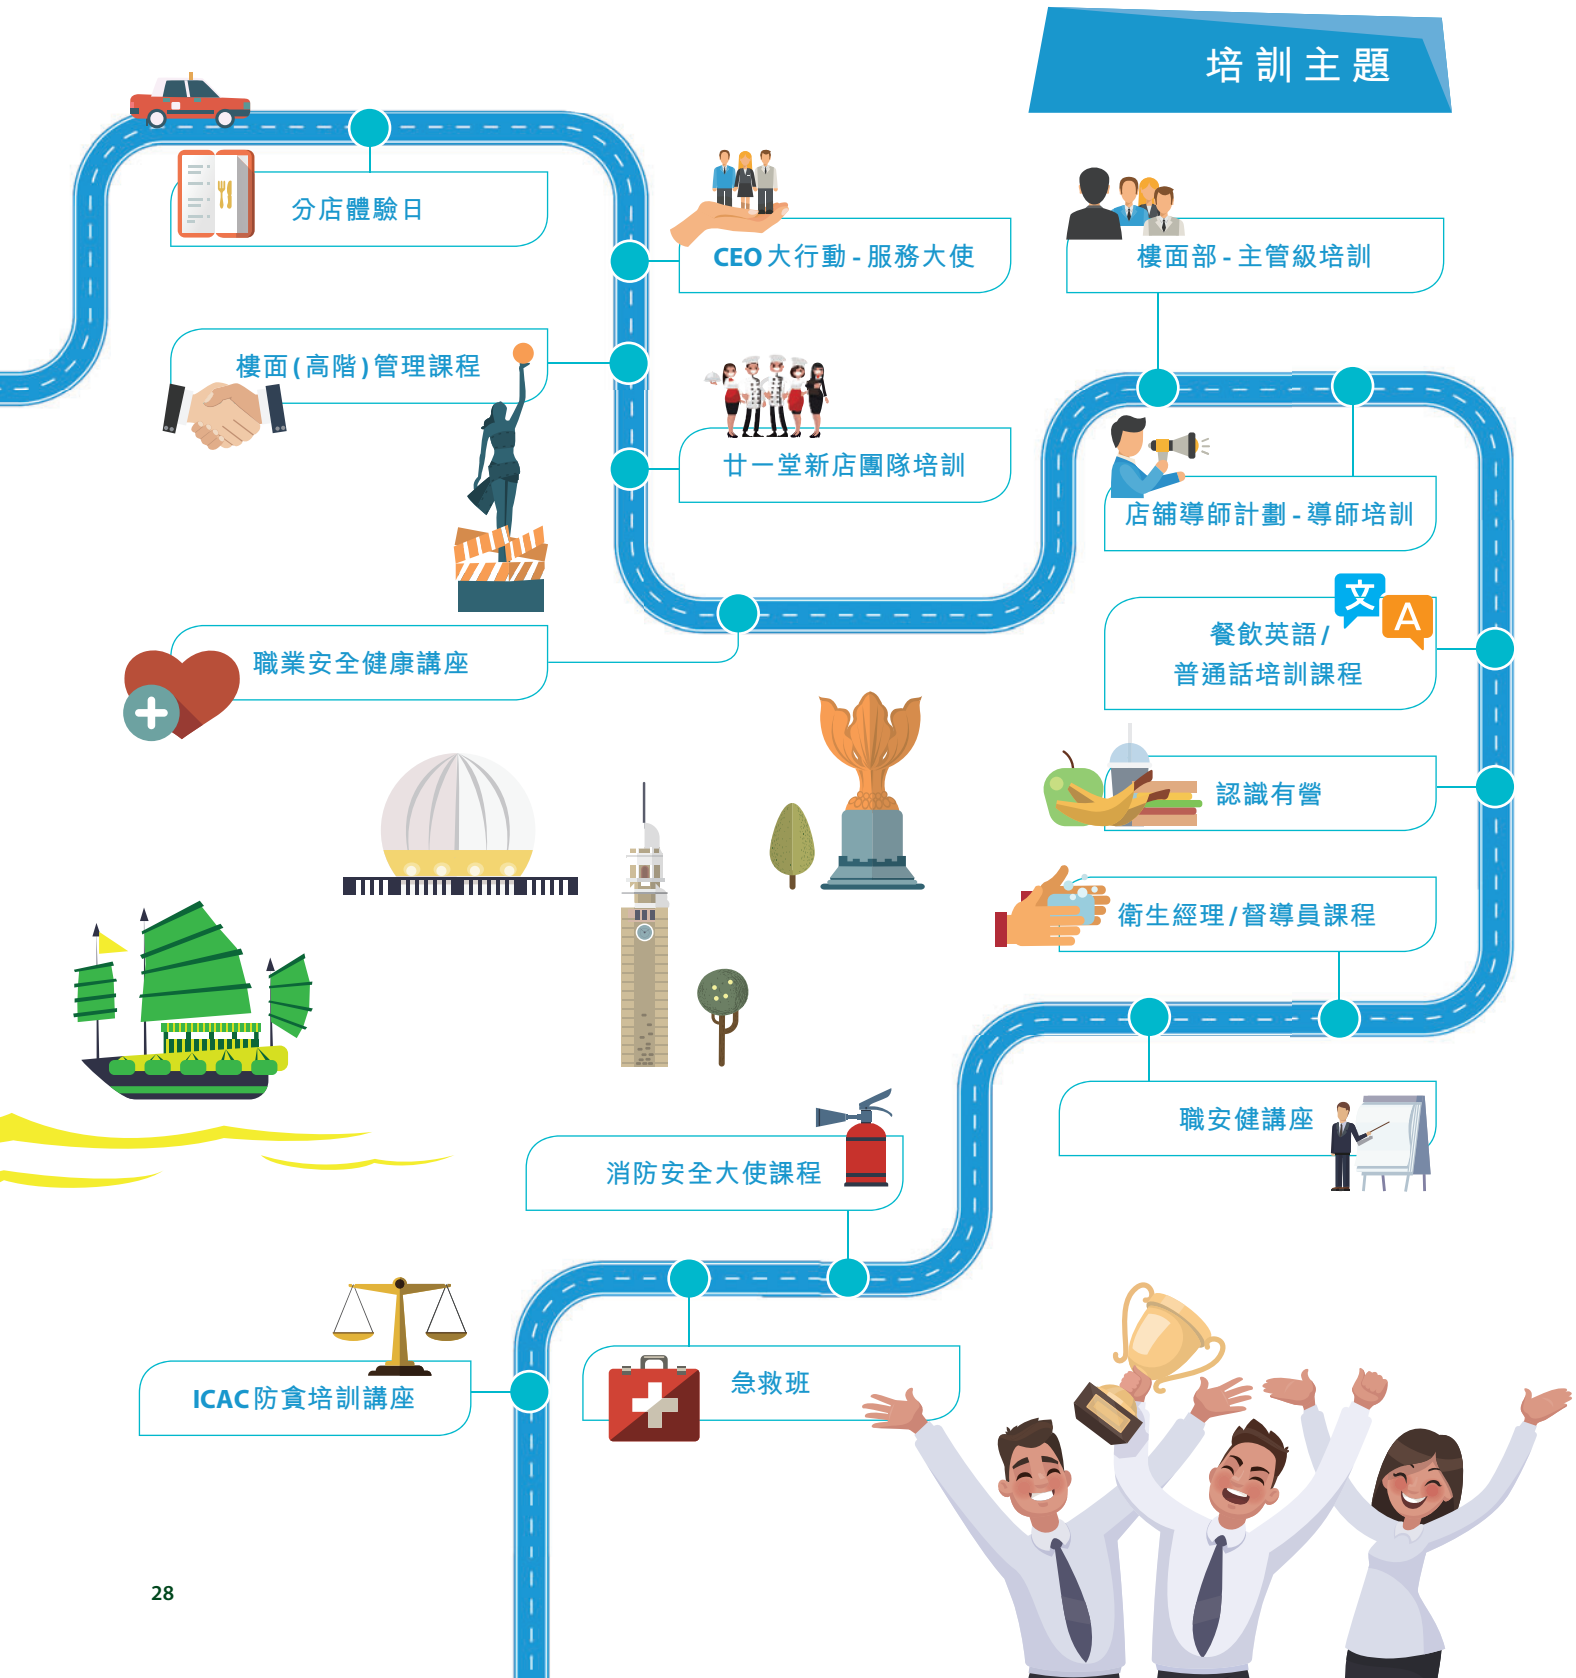 培訓主題
分店體驗日
CEO大行動 - 服務大使
樓面部 - 主管級培訓
樓面(高階)管理課程
廿一堂新店團隊培訓
店舖導師計劃 - 導師培訓
文
A
餐飲英語/
普通話培訓課程
職業安全健康講座
認識有營
衛生經理/督導員課程
職安健講座
消防安全大使課程
ICAC防貪培訓講座
急救班
28